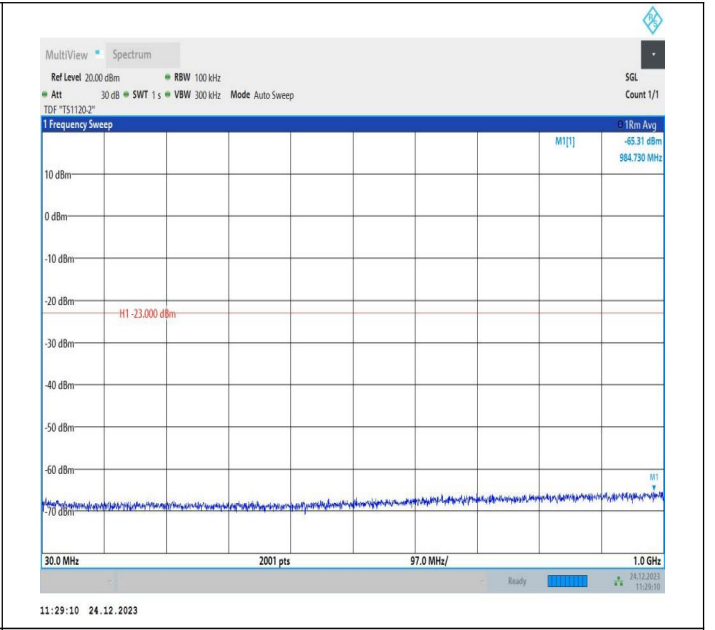 MultiView Spectrum
Ref Level 20.00 dBm RBW 100 kHz SGL
Att 30 dB SWT 1 s VBW 300 kHz Mode Auto Sweep Count 1/1
TDF "TS1120-2"
1 Frequency Sweep 1Rm Avg
M1[1] -65.31 dBm
984.730 MHz
10 dBm
0 dBm
-10 dBm
-20 dBm
H1 -23.000 dBm
-30 dBm
-40 dBm
-50 dBm
-60 dBm
M1
-70 dBm
30.0 MHz 2001 pts 97.0 MHz/ 1.0 GHz
Ready 24.12.2023
11:29:10
11:29:10 24.12.2023